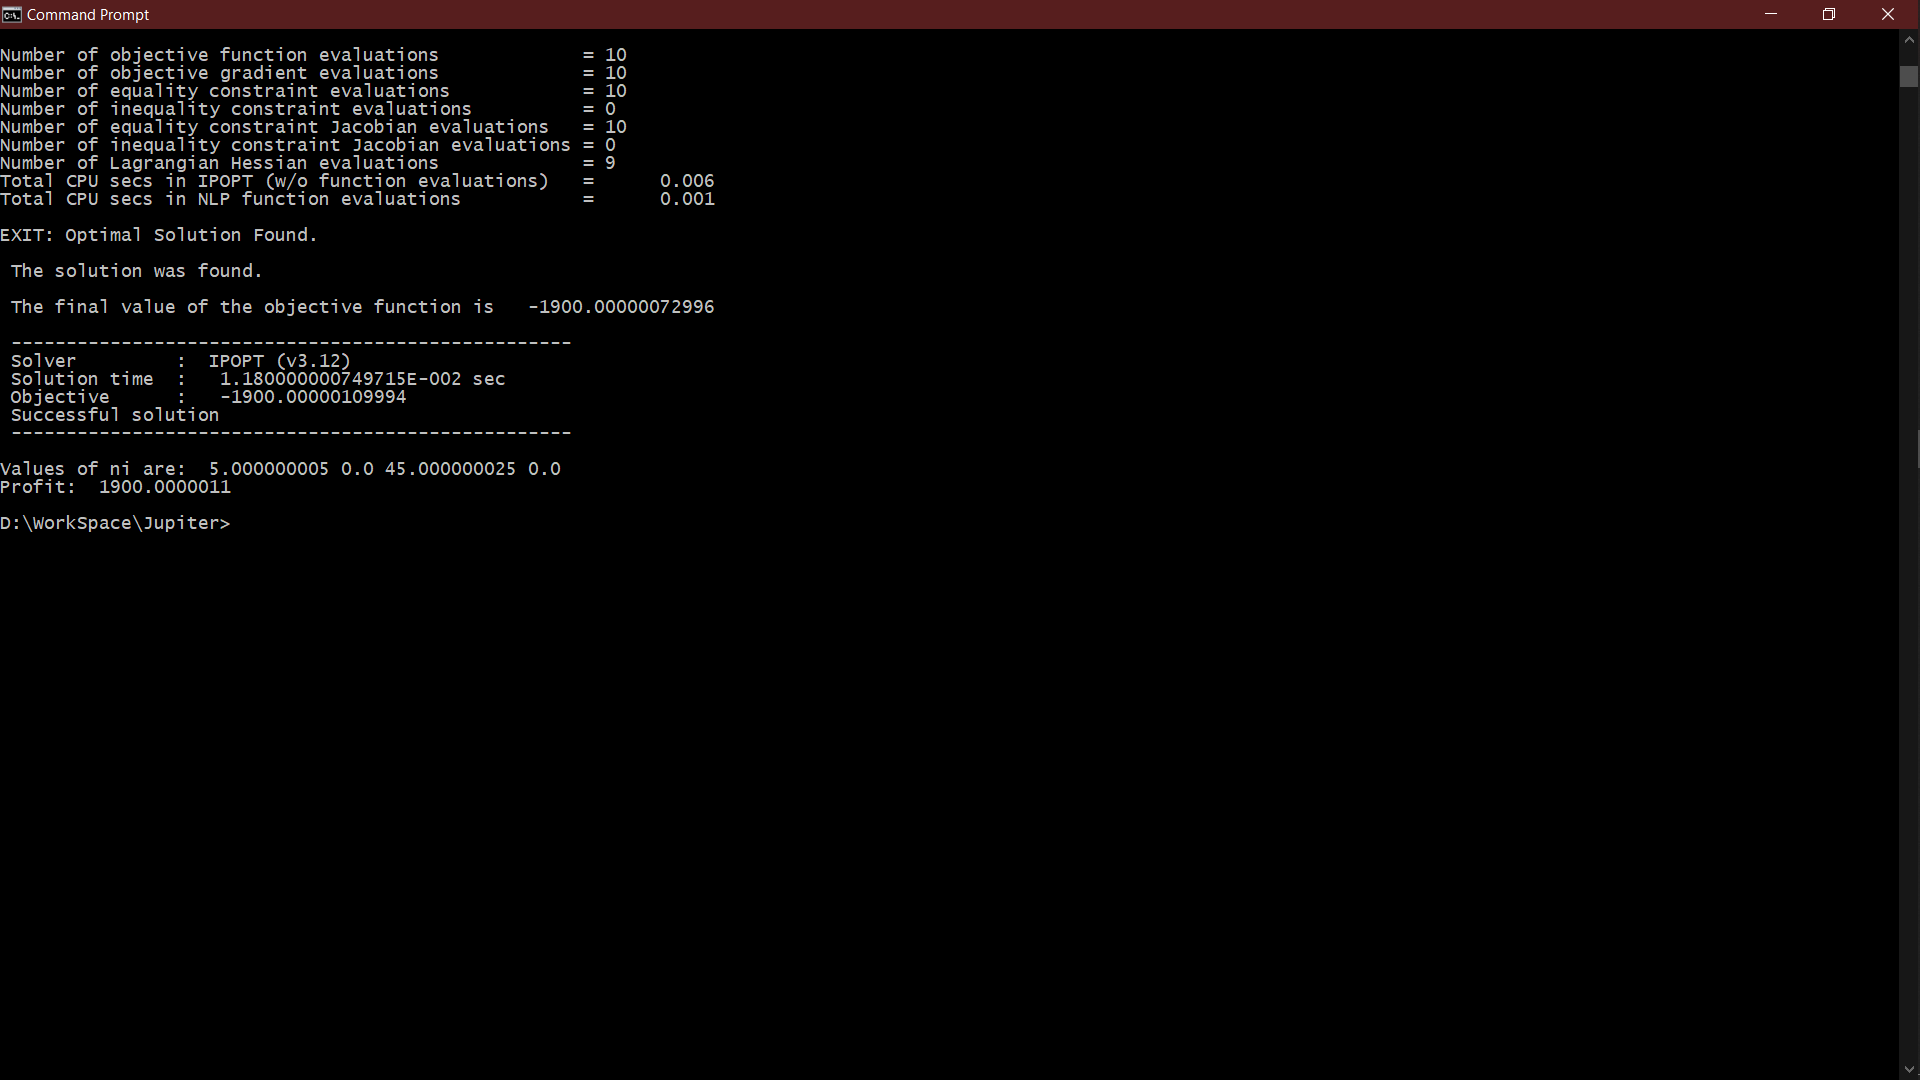 Command Prompt
Number of objective function evaluations             = 10
Number of objective gradient evaluations             = 10
Number of equality constraint evaluations            = 10
Number of inequality constraint evaluations          = 0
Number of equality constraint Jacobian evaluations   = 10
Number of inequality constraint Jacobian evaluations = 0
Number of Lagrangian Hessian evaluations             = 9
Total CPU secs in IPOPT (w/o function evaluations)   =      0.006
Total CPU secs in NLP function evaluations           =      0.001
EXIT: Optimal Solution Found.
The solution was found.
The final value of the objective function is   -1900.00000072996
---------------------------------------------------
Solver         :  IPOPT (v3.12)
Solution time  :   1.180000000749715E-002 sec
Objective      :   -1900.00000109994
Successful solution
---------------------------------------------------
Values of ni are:  5.000000005 0.0 45.000000025 0.0
Profit:  1900.0000011
D:\WorkSpace\Jupiter>